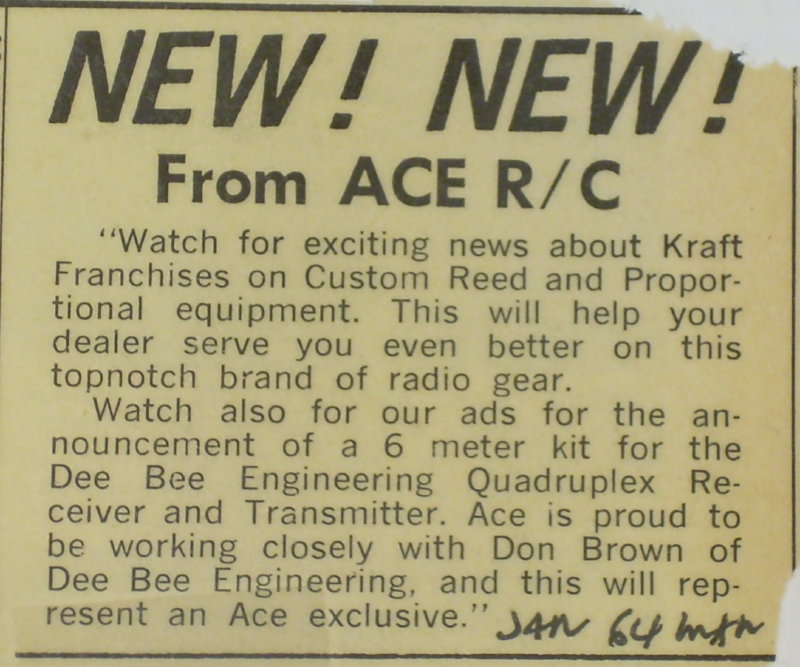 NEW! NEW!
From ACE R/C
"Watch for exciting news about Kraft
Franchises on Custom Reed and Propor-
tional equipment. This will help your
dealer serve you even better on this
topnotch brand of radio gear.
Watch also for our ads for the an-
nouncement of a 6 meter kit for the
Dee Bee Engineering Quadruplex Re-
ceiver and Transmitter. Ace is proud to
be working closely with Don Brown of
Dee Bee Engineering, and this will rep-
resent an Ace exclusive."
JAN 64 MAN